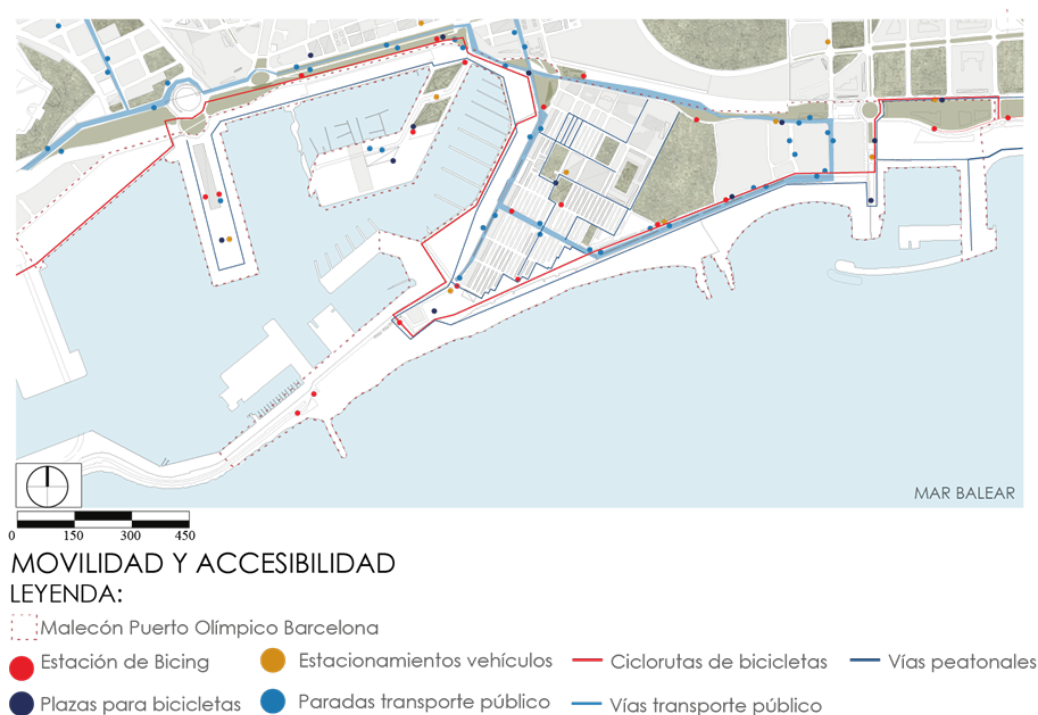 MAR BALEAR
0 150 300 450
MOVILIDAD Y ACCESIBILIDAD
LEYENDA:
Malecón Puerto Olímpico Barcelona
Estación de Bicing
Estacionamientos vehículos
Ciclorutas de bicicletas
Vías peatonales
Plazas para bicicletas
Paradas transporte público
Vías transporte público